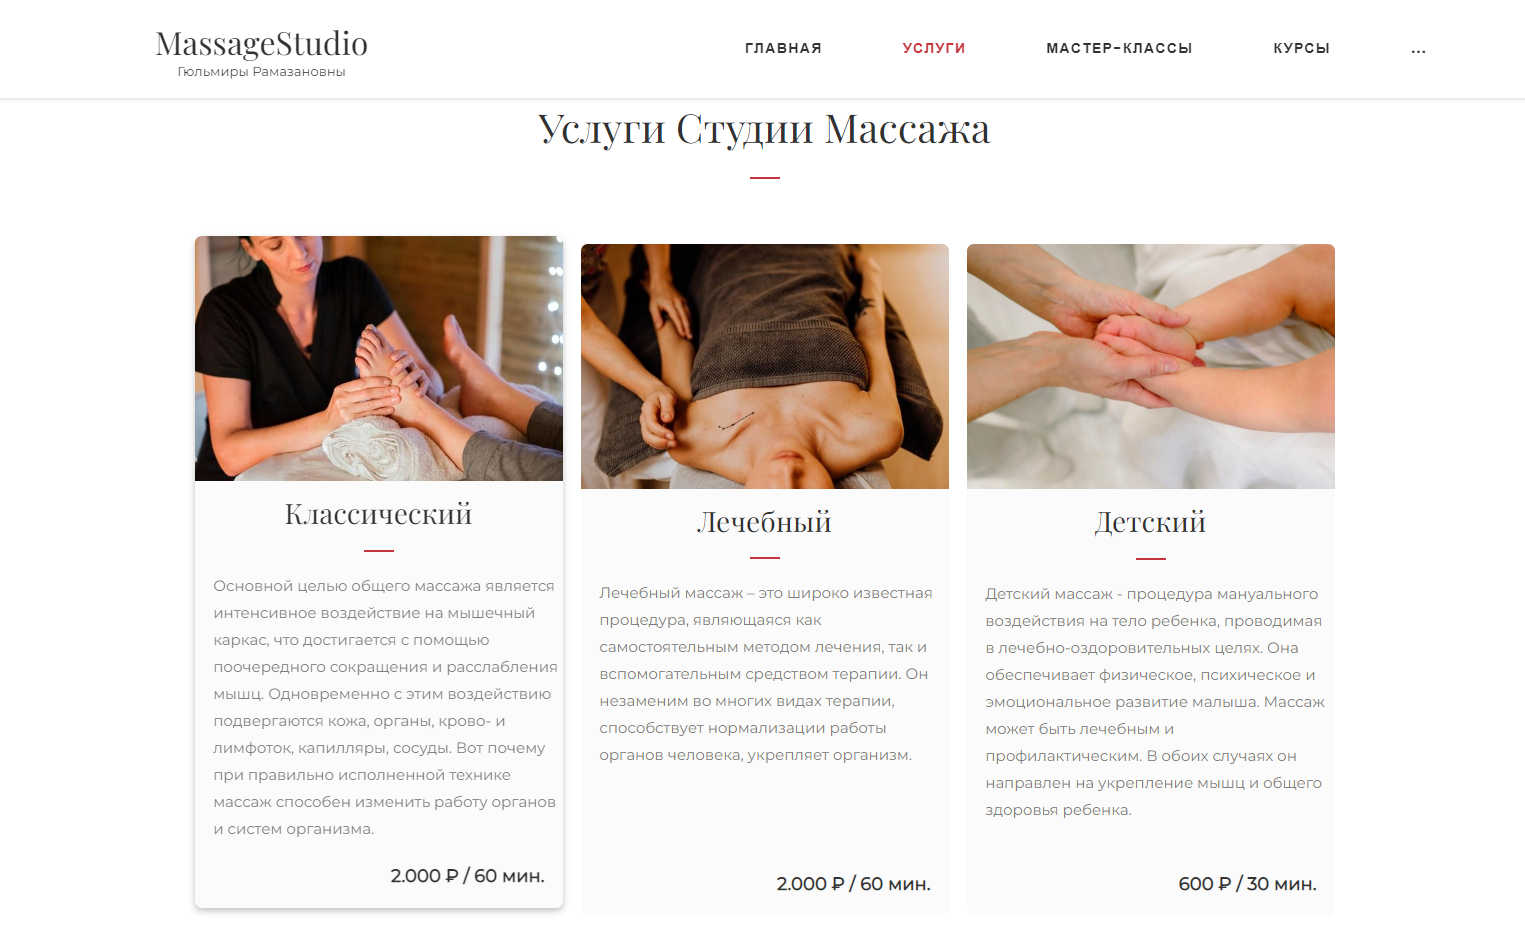 MassageStudio
Гюльмиры Рамазановны
ГЛАВНАЯ УСЛУГИ МАСТЕР-КЛАССЫ КУРСЫ ...
Услуги Студии Массажа
Классический
Основной целью общего массажа является
интенсивное воздействие на мышечный
каркас, что достигается с помощью
поочередного сокращения и расслабления
мышц. Одновременно с этим воздействию
подвергаются кожа, органы, крово- и
лимфоток, капилляры, сосуды. Вот почему
при правильно исполненной технике
массаж способен изменить работу органов
и систем организма.
2.000 ₽ / 60 мин.
Лечебный
Лечебный массаж – это широко известная
процедура, являющаяся как
самостоятельным методом лечения, так и
вспомогательным средством терапии. Он
незаменим во многих видах терапии,
способствует нормализации работы
органов человека, укрепляет организм.
2.000 ₽ / 60 мин.
Детский
Детский массаж - процедура мануального
воздействия на тело ребенка, проводимая
в лечебно-оздоровительных целях. Она
обеспечивает физическое, психическое и
эмоциональное развитие малыша. Массаж
может быть лечебным и
профилактическим. В обоих случаях он
направлен на укрепление мышц и общего
здоровья ребенка.
600 ₽ / 30 мин.